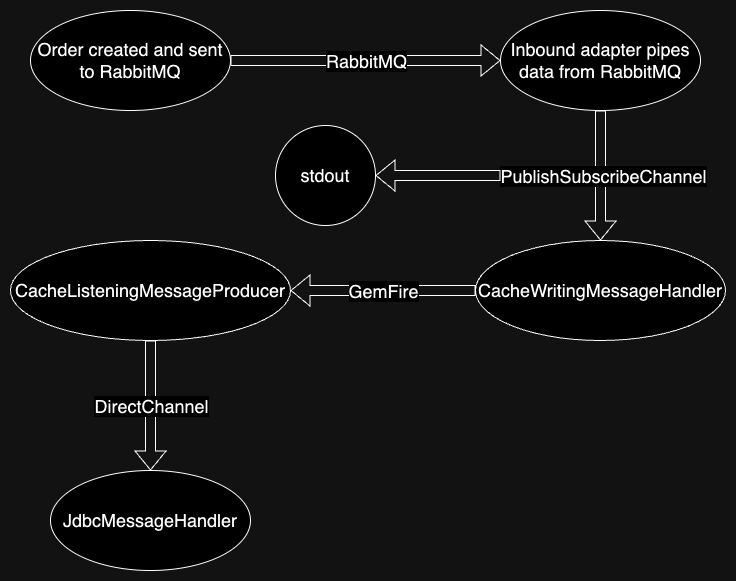 Order created and sent
to RabbitMQ
RabbitMQ
Inbound adapter pipes
data from RabbitMQ
stdout
PublishSubscribeChannel
CacheListeningMessageProducer
GemFire
CacheWritingMessageHandler
DirectChannel
JdbcMessageHandler